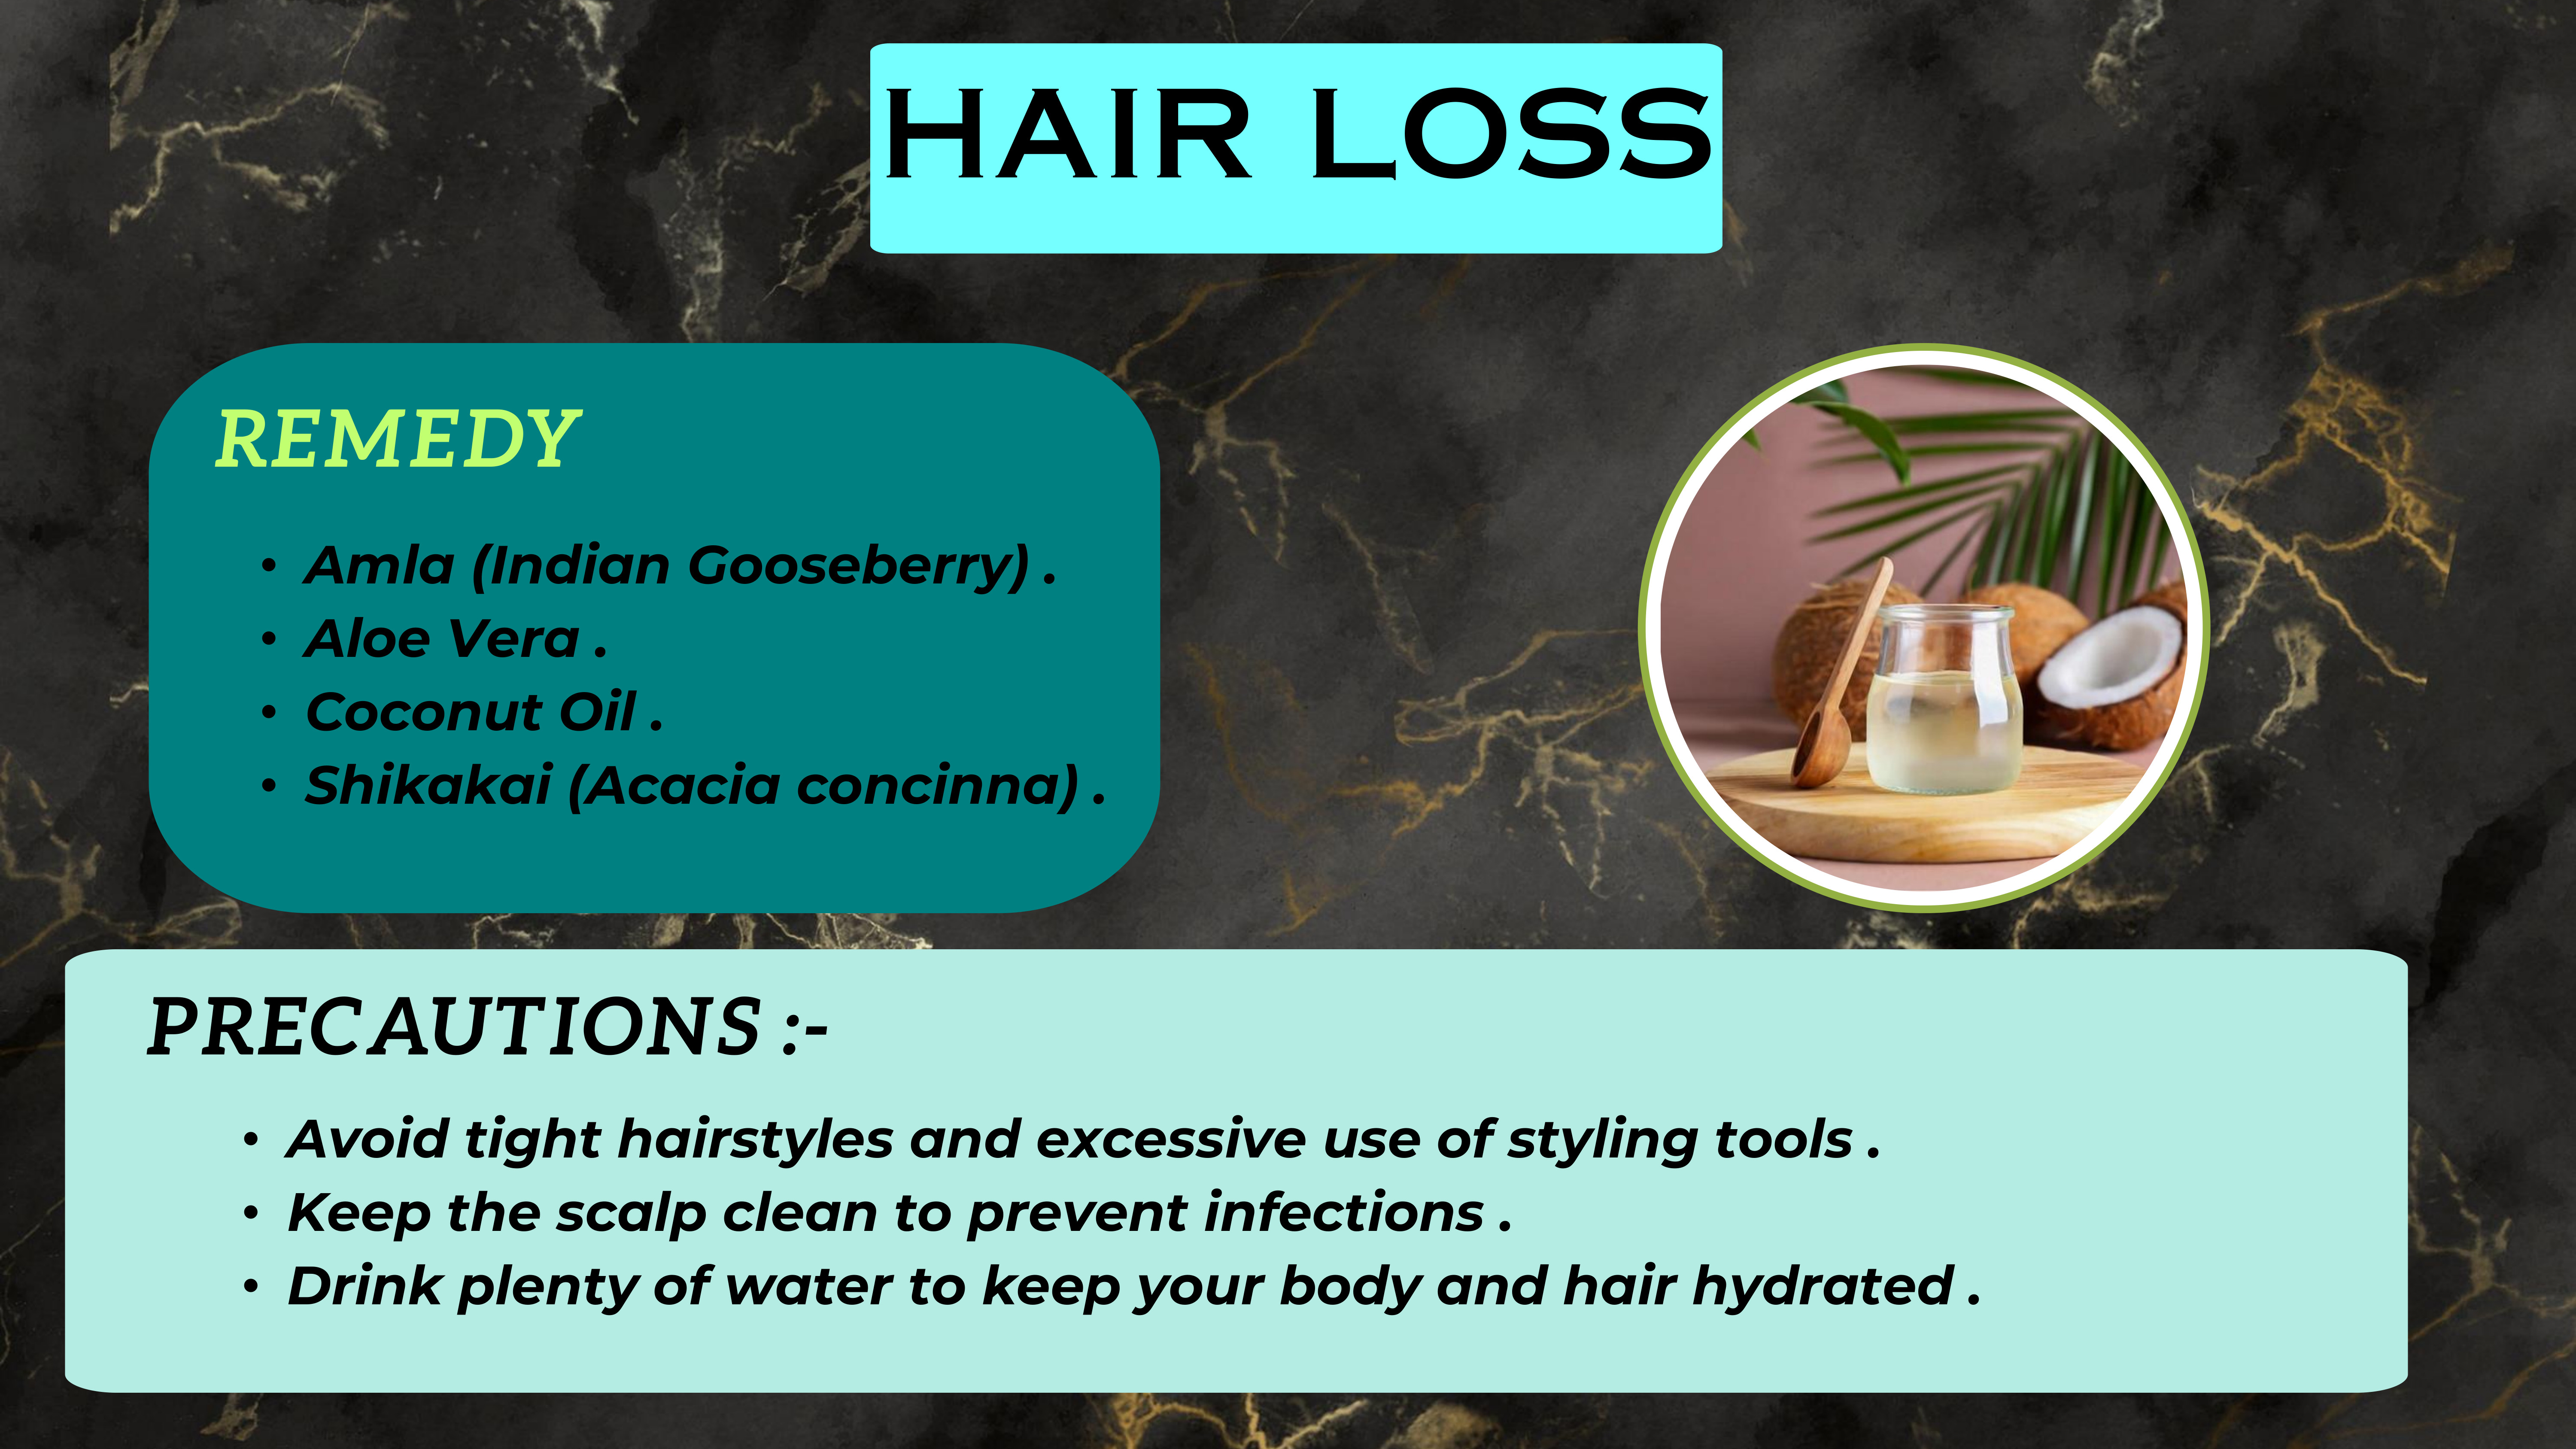 HAIR LOSS
REMEDY
• Amla (Indian Gooseberry) .
• Aloe Vera .
• Coconut Oil .
• Shikakai (Acacia concinna) .
PRECAUTIONS :-
• Avoid tight hairstyles and excessive use of styling tools .
• Keep the scalp clean to prevent infections .
• Drink plenty of water to keep your body and hair hydrated .